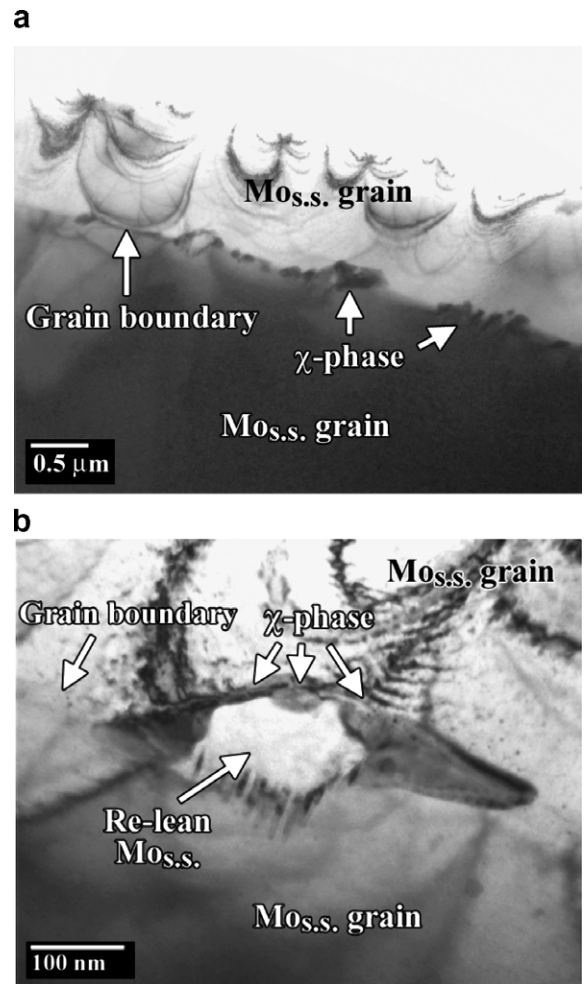 a
Mos.s. grain
Grain boundary
χ-phase
Mos.s. grain
0.5 μm
b
Mos.s. grain
Grain boundary
χ-phase
Re-lean
Mos.s.
Mos.s. grain
100 nm